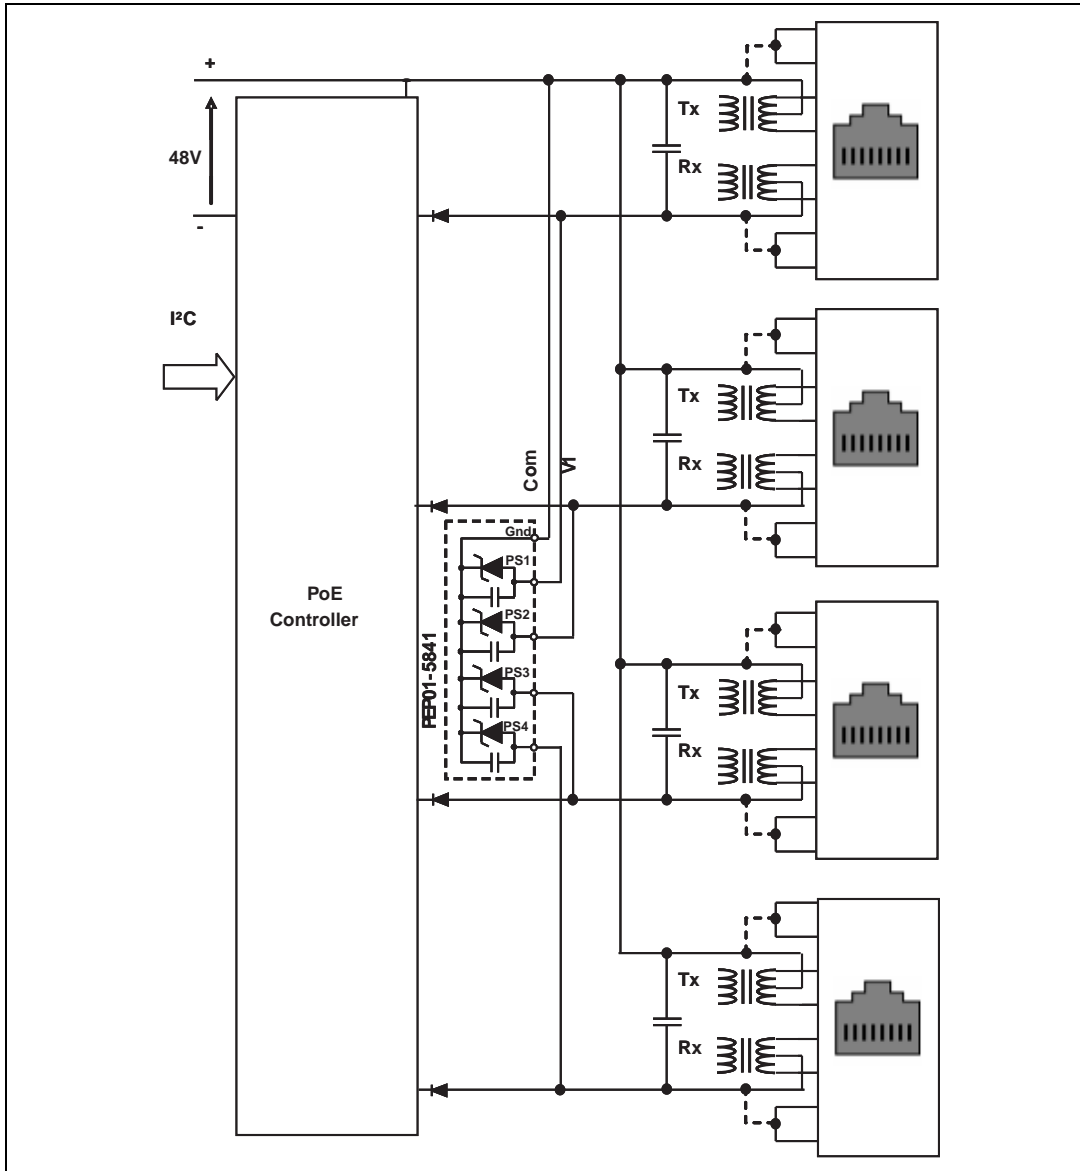 +
48V
-
I²C
PoE
Controller
Com
V1
PEP01-5841
Gnd
PS1
PS2
PS3
PS4
Tx
Rx
Tx
Rx
Tx
Rx
Tx
Rx